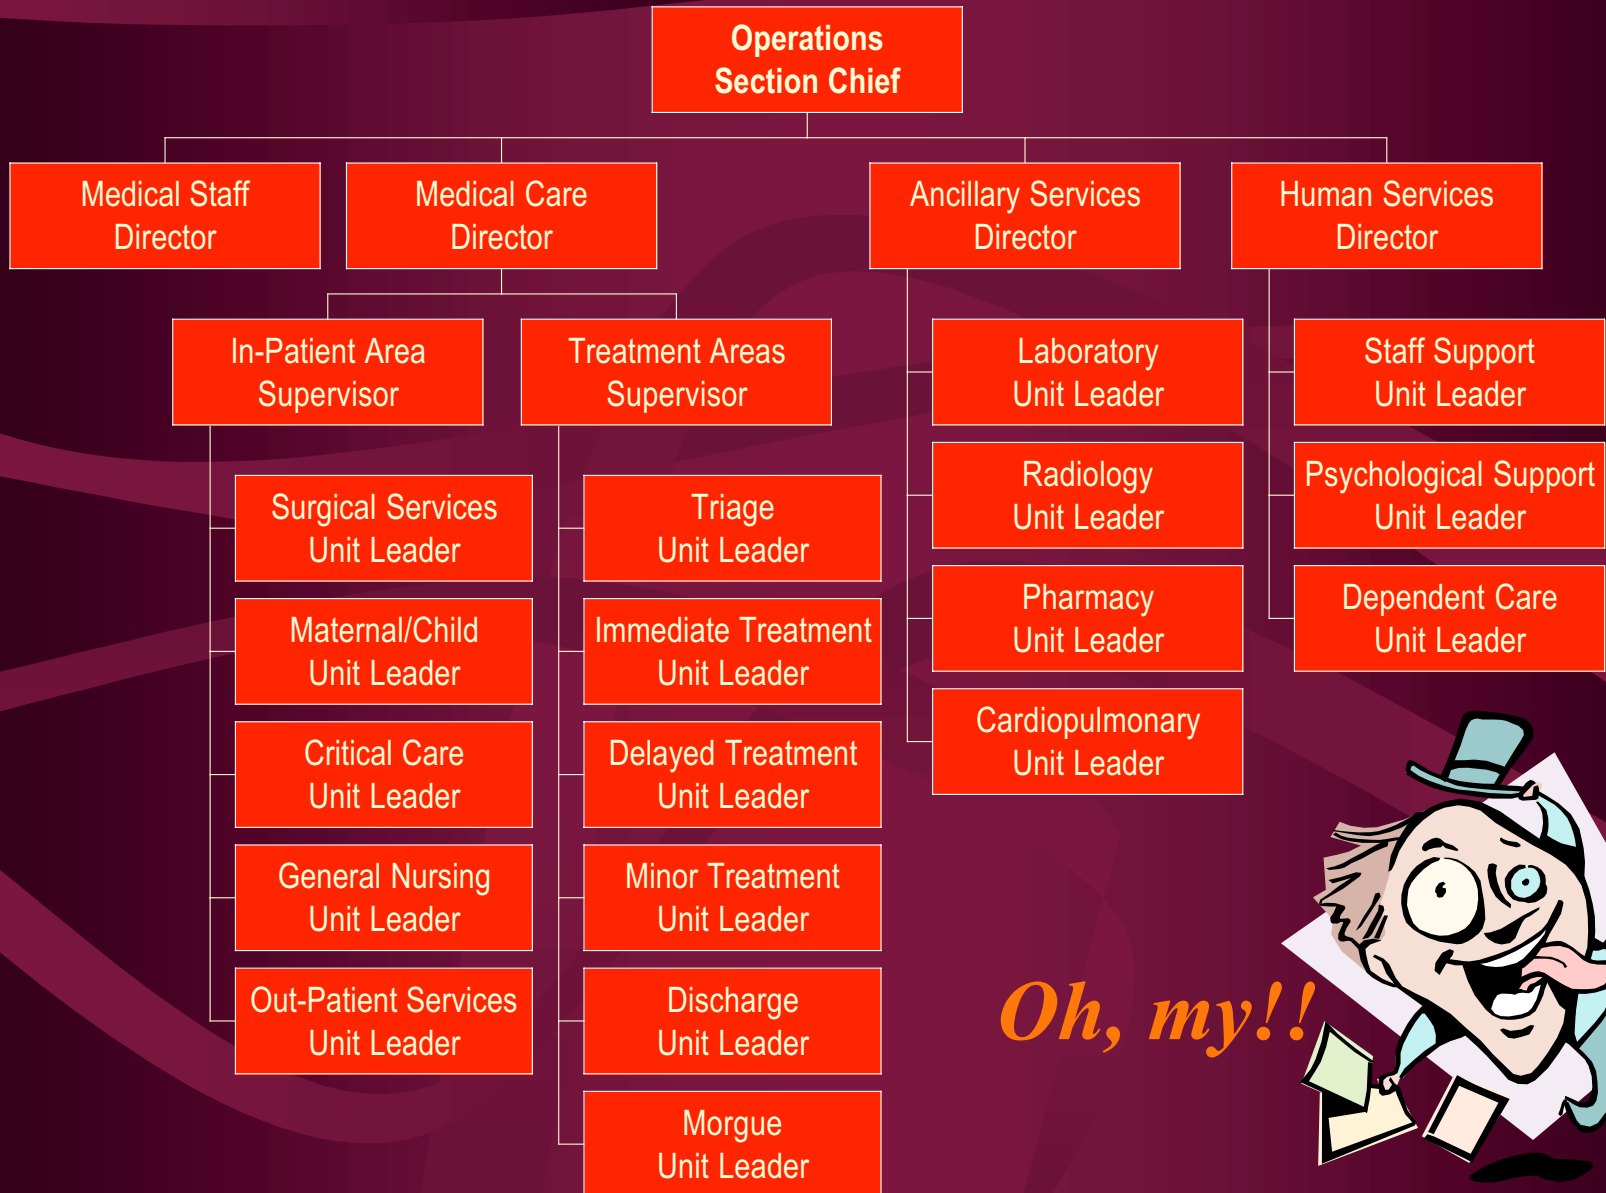 Operations
Section Chief
Medical Staff
Director
Medical Care
Director
Ancillary Services
Director
Human Services
Director
In-Patient Area
Supervisor
Treatment Areas
Supervisor
Surgical Services
Unit Leader
Maternal/Child
Unit Leader
Critical Care
Unit Leader
General Nursing
Unit Leader
Out-Patient Services
Unit Leader
Triage
Unit Leader
Immediate Treatment
Unit Leader
Delayed Treatment
Unit Leader
Minor Treatment
Unit Leader
Discharge
Unit Leader
Morgue
Unit Leader
Laboratory
Unit Leader
Radiology
Unit Leader
Pharmacy
Unit Leader
Cardiopulmonary
Unit Leader
Staff Support
Unit Leader
Psychological Support
Unit Leader
Dependent Care
Unit Leader
Oh, my!!